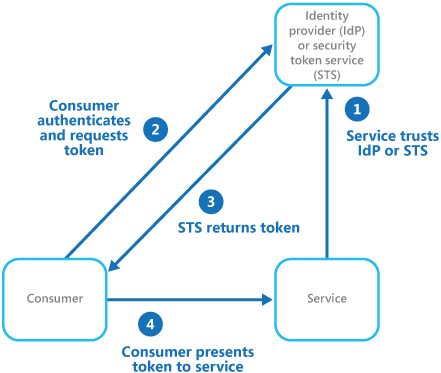 Identity
provider (IdP)
or security
token service
(STS)
1
Service trusts
IdP or STS
Consumer
authenticates
and requests
token
2
3
STS returns token
Consumer
Service
4
Consumer presents
token to service